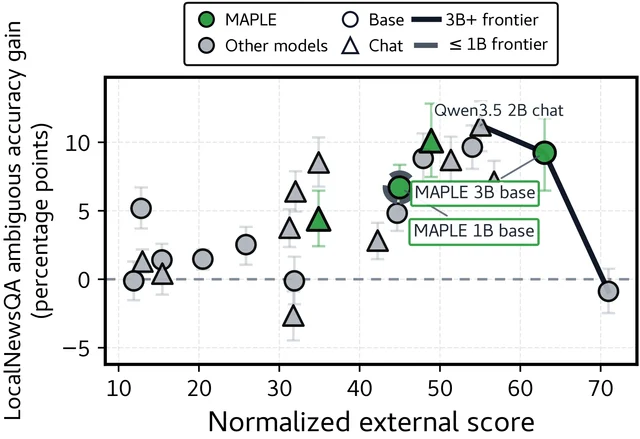 MAPLE
Base
3B+ frontier
Other models
Chat
≤ 1B frontier
LocalNewsQA ambiguous accuracy gain
(percentage points)
10
5
0
−5
Qwen3.5 2B chat
MAPLE 3B base
MAPLE 1B base
10 20 30 40 50 60 70
Normalized external score